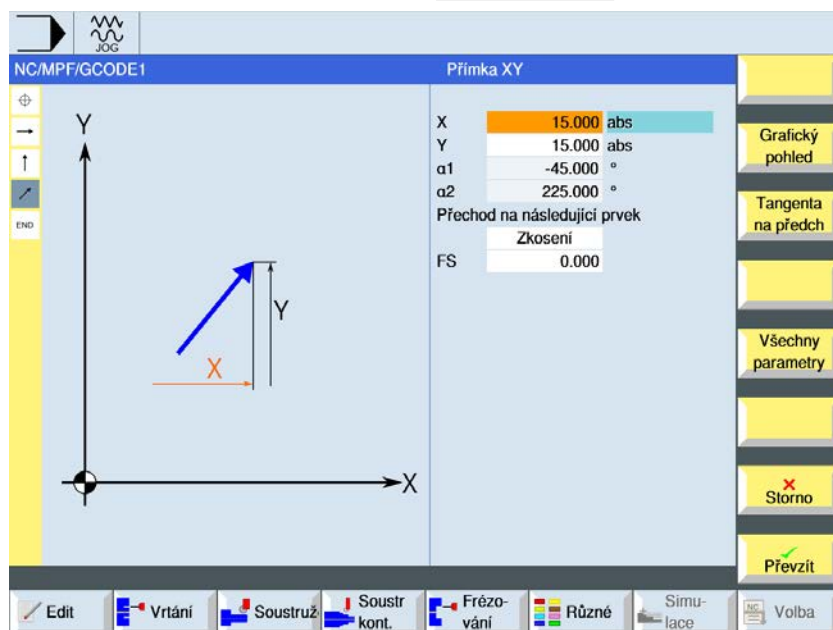 JOG
NC/MPF/GCODE1
Přímka XY
END
Y
Y
X
X
X 15.000 abs
Y 15.000 abs
α1 -45.000 °
α2 225.000 °
Přechod na následující prvek
Zkosení
FS 0.000
Grafický
pohled
Tangenta
na předch
Všechny
parametry
Storno
Převzít
Edit
Vrtání
Soustruž
Soustr
kont.
Frézo-
vání
Různé
Simu-
lace
NC
Volba